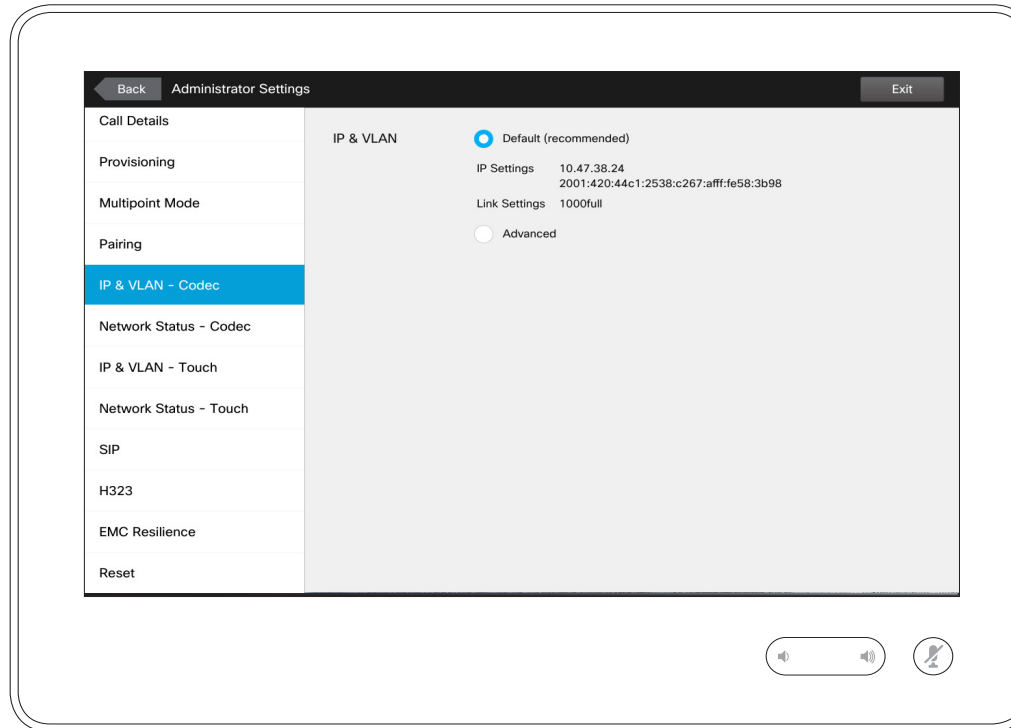 Back
Administrator Settings
Exit
Call Details
Provisioning
Multipoint Mode
Pairing
IP & VLAN - Codec
Network Status - Codec
IP & VLAN - Touch
Network Status - Touch
SIP
H323
EMC Resilience
Reset
IP & VLAN
Default (recommended)
IP Settings 10.47.38.24
2001:420:44c1:2538:c267:afff:fe58:3b98
Link Settings 1000full
Advanced